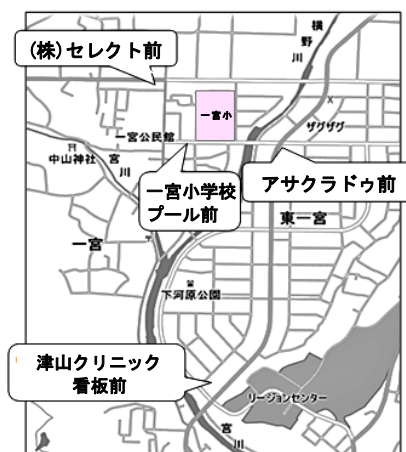 横野川
(株)セレクト前
一宮小
ザグザグ
一宮公民館
中山神社
宮川
一宮小学校
プール前
アサクラドゥ前
東一宮
一宮
下河原公園
津山クリニック
看板前
リージョンセンター
宮川